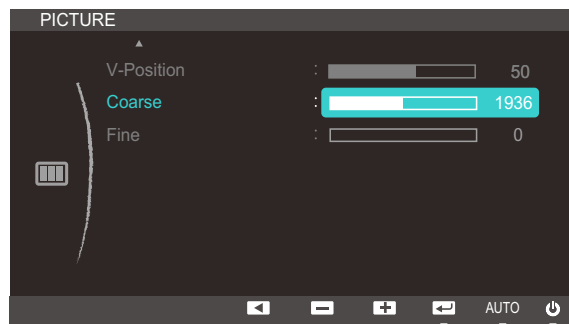 PICTURE
V-Position : 50
Coarse : 1936
Fine : 0
AUTO